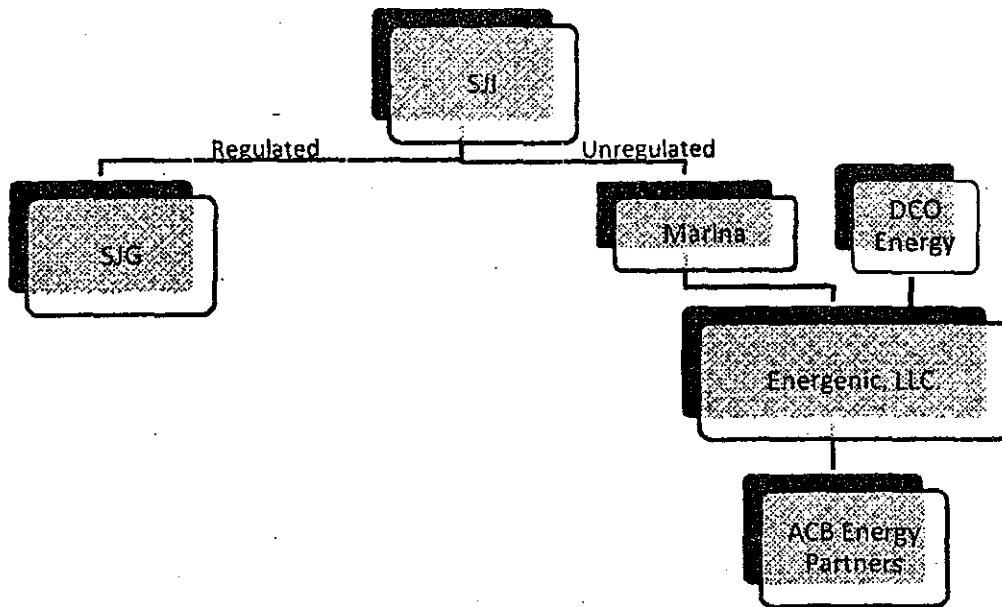 SJI
Regulated
Unregulated
SJG
Marina
DCO
Energy
Energenic, LLC.
ACB Energy
Partners